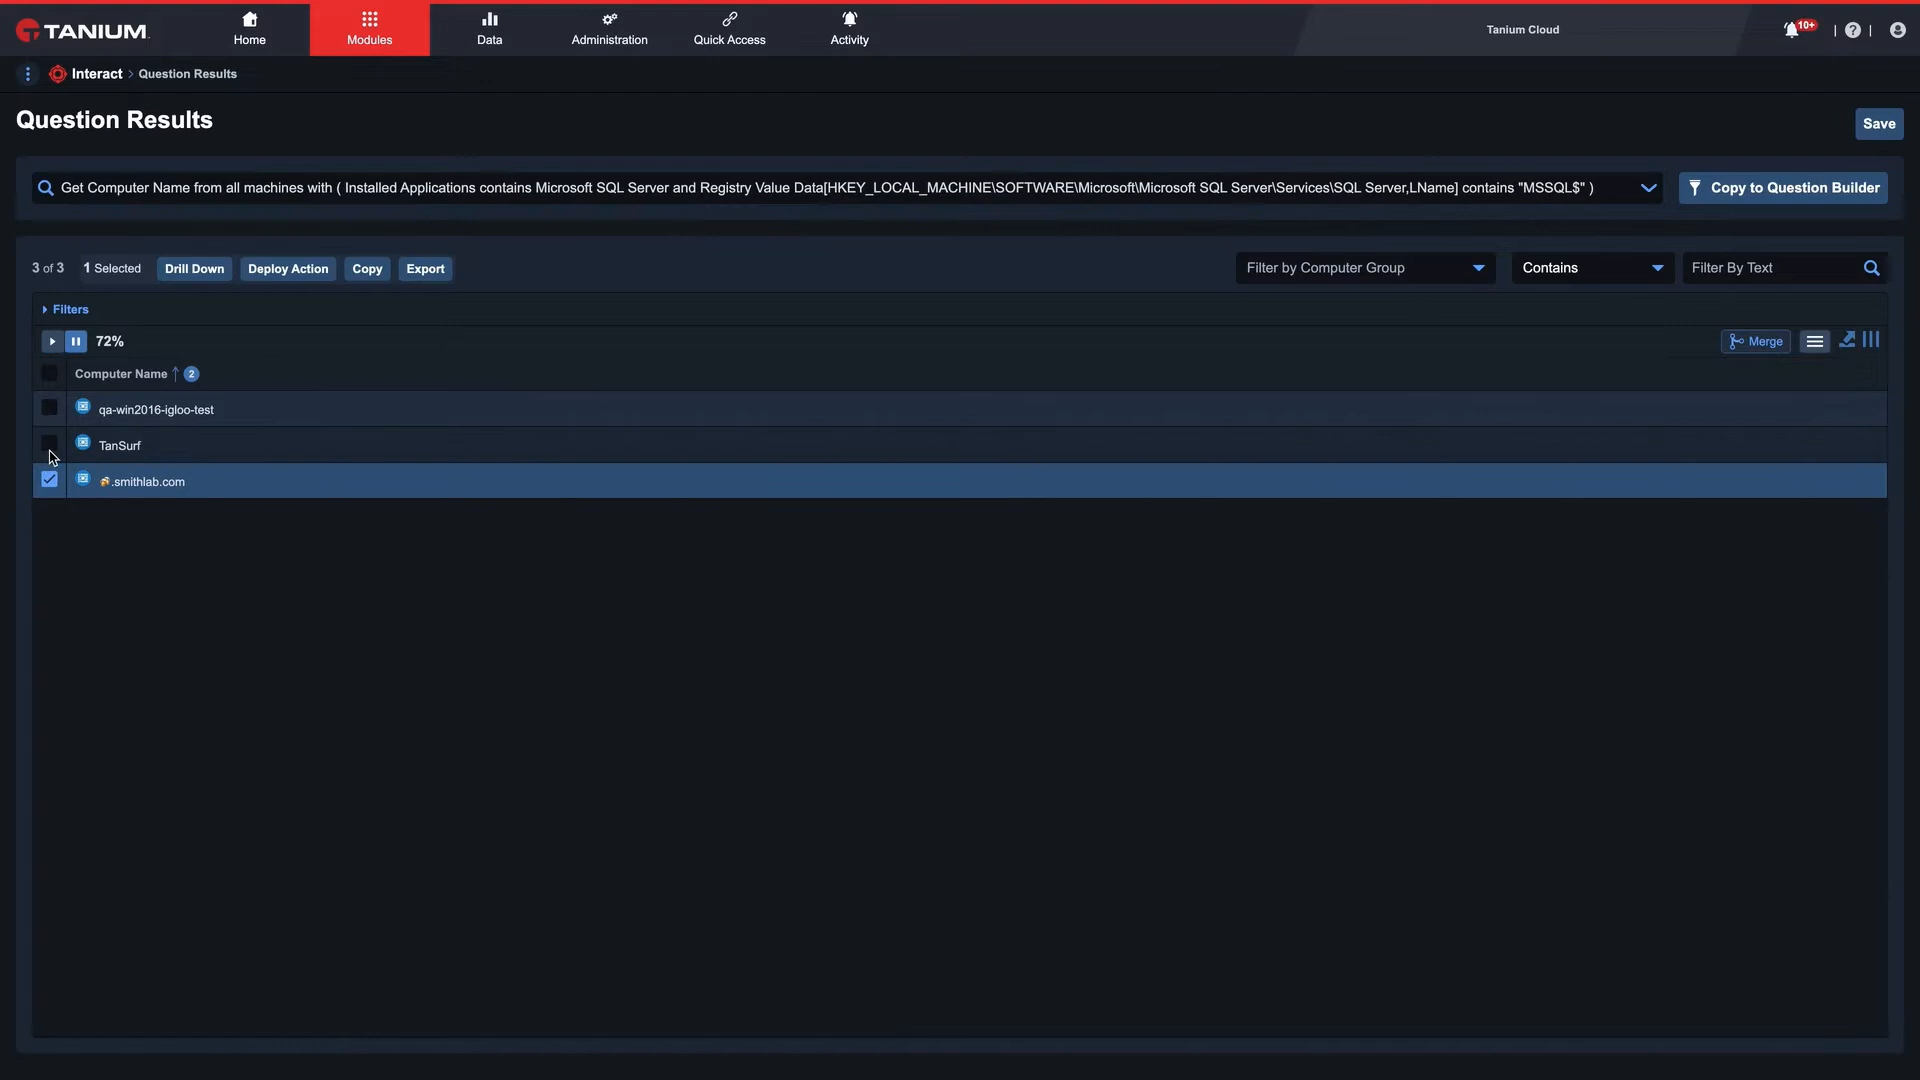 TANIUM
Home
Modules
Data
Administration
Quick Access
Activity
Tanium Cloud
10+
?
Interact > Question Results
Question Results
Save
Get Computer Name from all machines with ( Installed Applications contains Microsoft SQL Server and Registry Value Data[HKEY_LOCAL_MACHINE\SOFTWARE\Microsoft\Microsoft SQL Server\Services\SQL Server,LName] contains "MSSQL$" )
Copy to Question Builder
3 of 3
1 Selected
Drill Down
Deploy Action
Copy
Export
Filter by Computer Group
Contains
Filter By Text
Filters
72%
Merge
Computer Name ↑ 2
qa-win2016-igloo-test
TanSurf
🍻.smithlab.com